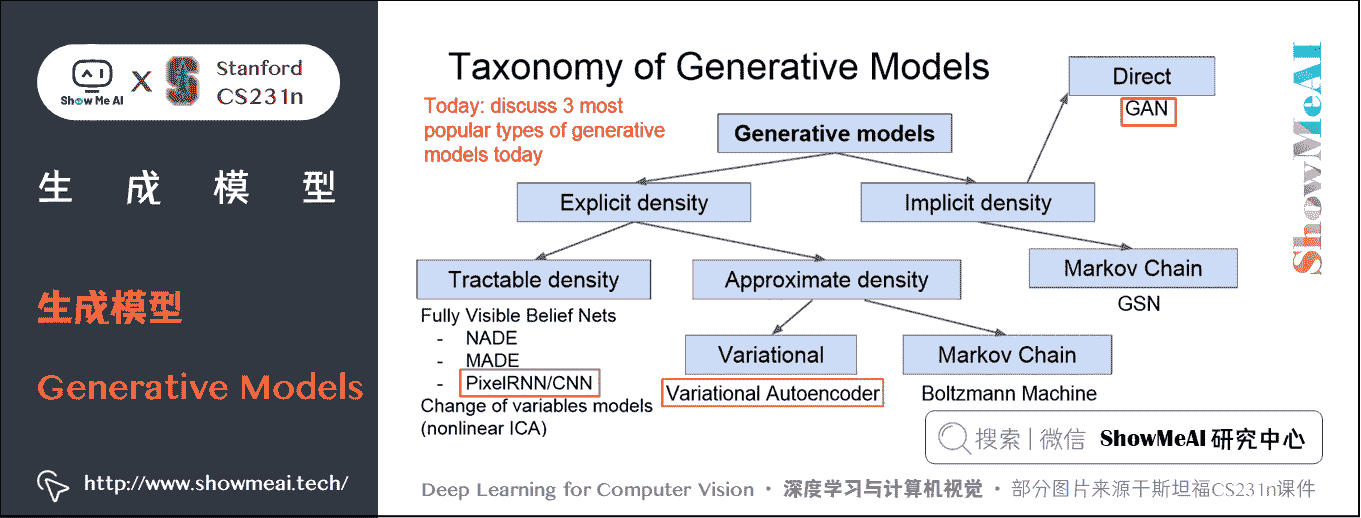 Show Me AI
X
Stanford
CS231n
生成模型
生成模型
Generative Models
http://www.showmeai.tech/
Taxonomy of Generative Models
Today: discuss 3 most
popular types of generative
models today
Generative models
Direct
GAN
Explicit density
Implicit density
Tractable density
Approximate density
Markov Chain
GSN
Fully Visible Belief Nets
- NADE
- MADE
- PixelRNN/CNN
Change of variables models
(nonlinear ICA)
Variational
Variational Autoencoder
Markov Chain
Boltzmann Machine
搜索 | 微信 ShowMeAI 研究中心
Deep Learning for Computer Vision · 深度学习与计算机视觉 · 部分图片来源于斯坦福CS231n课件
ShowMeAI